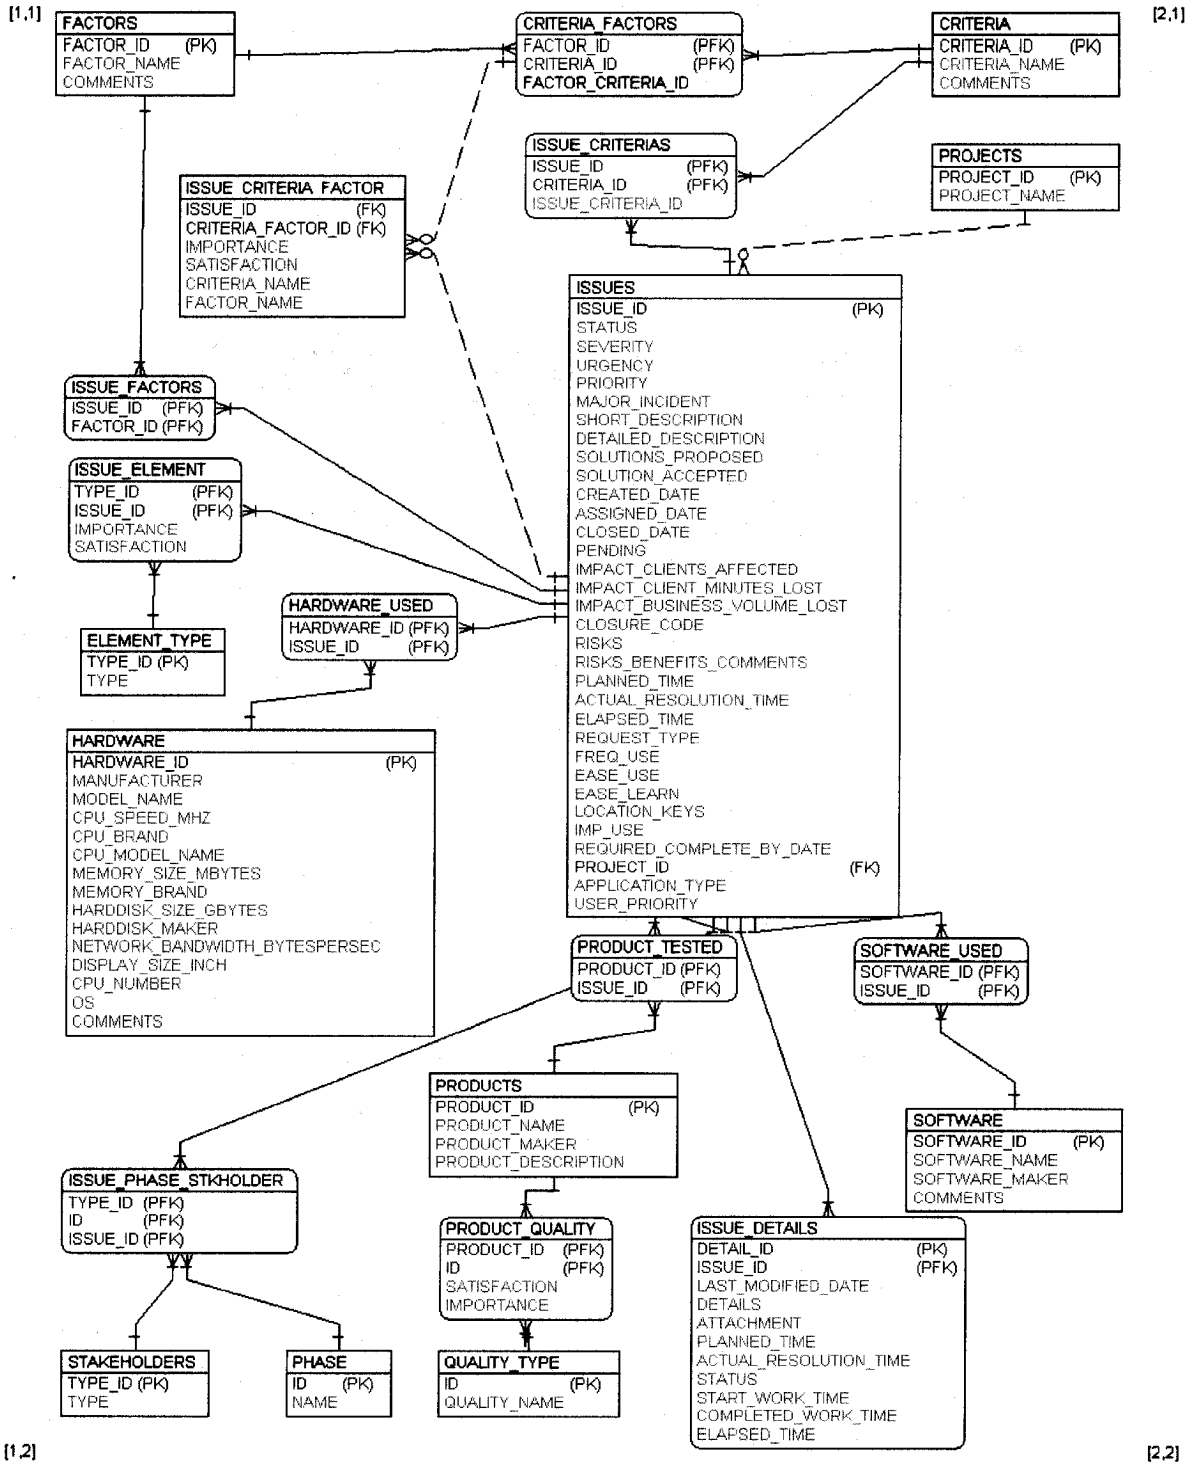 [1,1]
[2,1]
FACTORS
FACTOR_ID (PK)
FACTOR_NAME
COMMENTS
CRITERIA_FACTORS
FACTOR_ID (PFK)
CRITERIA_ID (PFK)
FACTOR_CRITERIA_ID
CRITERIA
CRITERIA_ID (PK)
CRITERIA_NAME
COMMENTS
ISSUE_CRITERIAS
ISSUE_ID (PFK)
CRITERIA_ID (PFK)
ISSUE_CRITERIA_ID
PROJECTS
PROJECT_ID (PK)
PROJECT_NAME
ISSUE_CRITERIA_FACTOR
ISSUE_ID (FK)
CRITERIA_FACTOR_ID (FK)
IMPORTANCE
SATISFACTION
CRITERIA_NAME
FACTOR_NAME
ISSUES
ISSUE_ID (PK)
STATUS
SEVERITY
URGENCY
PRIORITY
MAJOR_INCIDENT
SHORT_DESCRIPTION
DETAILED_DESCRIPTION
SOLUTIONS_PROPOSED
SOLUTION_ACCEPTED
CREATED_DATE
ASSIGNED_DATE
CLOSED_DATE
PENDING
IMPACT_CLIENTS_AFFECTED
IMPACT_CLIENT_MINUTES_LOST
IMPACT_BUSINESS_VOLUME_LOST
CLOSURE_CODE
RISKS
RISKS_BENEFITS_COMMENTS
PLANNED_TIME
ACTUAL_RESOLUTION_TIME
ELAPSED_TIME
REQUEST_TYPE
FREQ_USE
EASE_USE
EASE_LEARN
LOCATION_KEYS
IMP_USE
REQUIRED_COMPLETE_BY_DATE
PROJECT_ID (FK)
APPLICATION_TYPE
USER_PRIORITY
ISSUE_FACTORS
ISSUE_ID (PFK)
FACTOR_ID (PFK)
ISSUE_ELEMENT
TYPE_ID (PFK)
ISSUE_ID (PFK)
IMPORTANCE
SATISFACTION
HARDWARE_USED
HARDWARE_ID (PFK)
ISSUE_ID (PFK)
ELEMENT_TYPE
TYPE_ID (PK)
TYPE
HARDWARE
HARDWARE_ID (PK)
MANUFACTURER
MODEL_NAME
CPU_SPEED_MHZ
CPU_BRAND
CPU_MODEL_NAME
MEMORY_SIZE_MBYTES
MEMORY_BRAND
HARDDISK_SIZE_GBYTES
HARDDISK_MAKER
NETWORK_BANDWIDTH_BYTESPERSEC
DISPLAY_SIZE_INCH
CPU_NUMBER
OS
COMMENTS
PRODUCT_TESTED
PRODUCT_ID (PFK)
ISSUE_ID (PFK)
SOFTWARE_USED
SOFTWARE_ID (PFK)
ISSUE_ID (PFK)
PRODUCTS
PRODUCT_ID (PK)
PRODUCT_NAME
PRODUCT_MAKER
PRODUCT_DESCRIPTION
SOFTWARE
SOFTWARE_ID (PK)
SOFTWARE_NAME
SOFTWARE_MAKER
COMMENTS
ISSUE_PHASE_STKHOLDER
TYPE_ID (PFK)
ID (PFK)
ISSUE_ID (PFK)
PRODUCT_QUALITY
PRODUCT_ID (PFK)
ID (PFK)
SATISFACTION
IMPORTANCE
ISSUE_DETAILS
DETAIL_ID (PK)
ISSUE_ID (PFK)
LAST_MODIFIED_DATE
DETAILS
ATTACHMENT
PLANNED_TIME
ACTUAL_RESOLUTION_TIME
STATUS
START_WORK_TIME
COMPLETED_WORK_TIME
ELAPSED_TIME
STAKEHOLDERS
TYPE_ID (PK)
TYPE
PHASE
ID (PK)
NAME
QUALITY_TYPE
ID (PK)
QUALITY_NAME
[1,2]
[2,2]